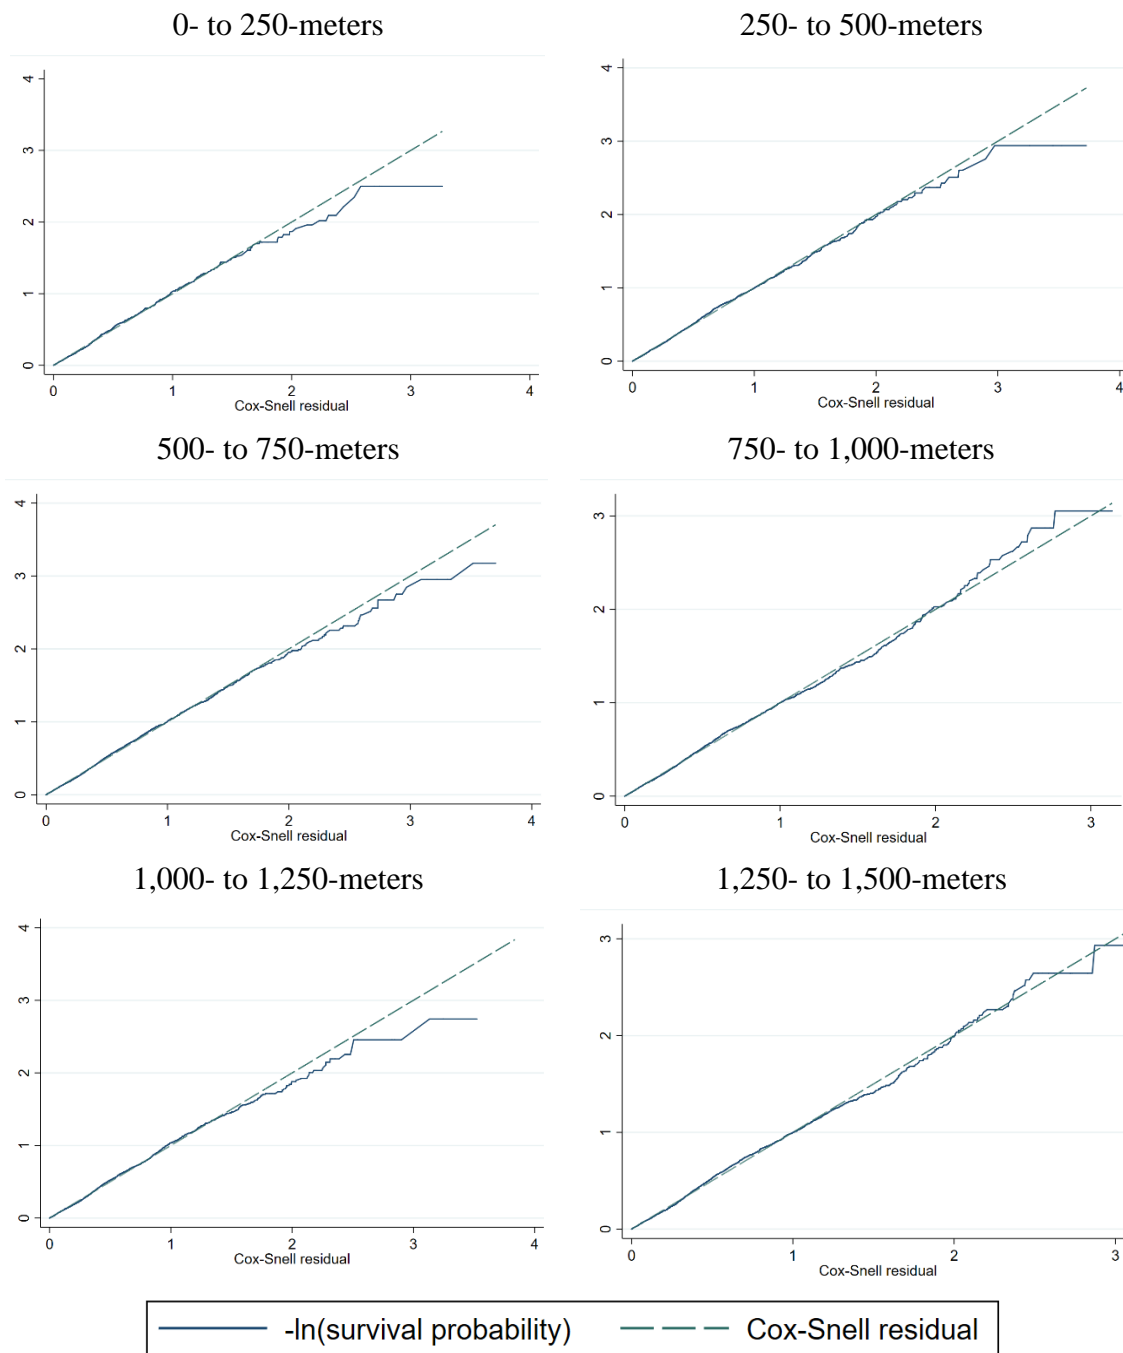 0- to 250-meters
4
3
2
1
0
0 1 2 3 4
Cox-Snell residual
250- to 500-meters
4
3
2
1
0
0 1 2 3 4
Cox-Snell residual
500- to 750-meters
4
3
2
1
0
0 1 2 3 4
Cox-Snell residual
750- to 1,000-meters
3
2
1
0
0 1 2 3
Cox-Snell residual
1,000- to 1,250-meters
4
3
2
1
0
0 1 2 3 4
Cox-Snell residual
1,250- to 1,500-meters
3
2
1
0
0 1 2 3
Cox-Snell residual
-ln(survival probability) Cox-Snell residual